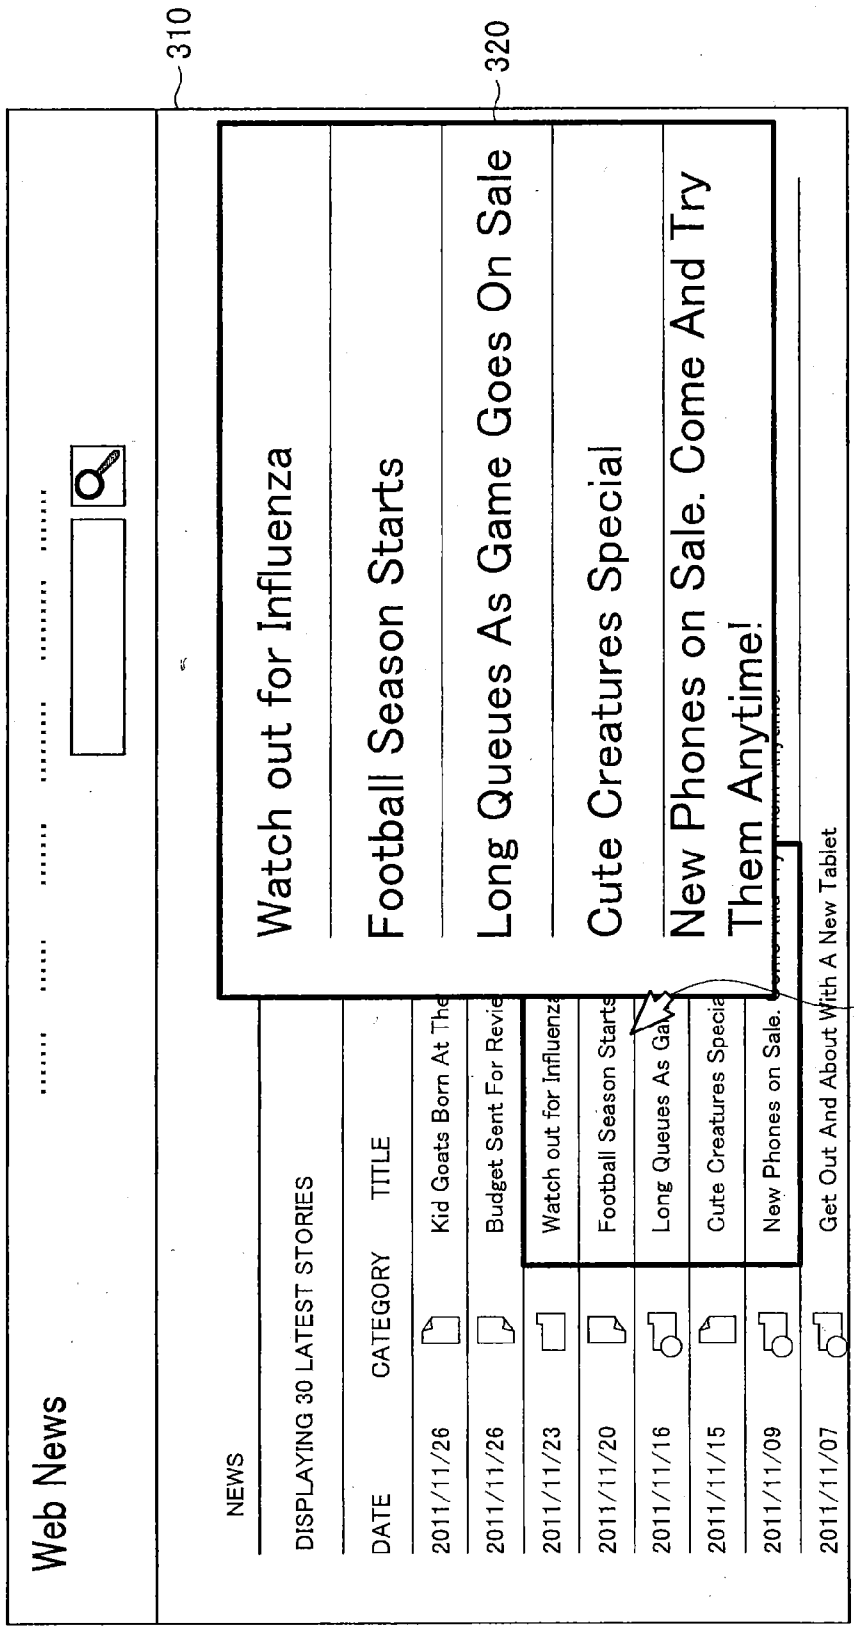 Web News
310
NEWS
DISPLAYING 30 LATEST STORIES
320
DATE CATEGORY TITLE
2011/11/26 Kid Goats Born At The
2011/11/26 Budget Sent For Revie
2011/11/23 Watch out for Influenza
2011/11/20 Football Season Starts
2011/11/16 Long Queues As Ga
2011/11/15 Cute Creatures Specia
2011/11/09 New Phones on Sale. Come And Try Them Anytime!
2011/11/07 Get Out And About With A New Tablet
Watch out for Influenza
Football Season Starts
Long Queues As Game Goes On Sale
Cute Creatures Special
New Phones on Sale. Come And Try
Them Anytime!